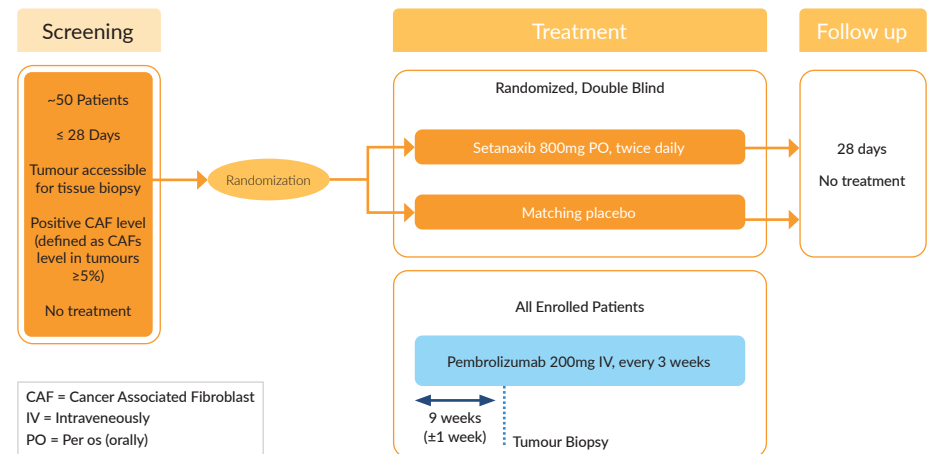 Screening
Treatment
Follow up
~50 Patients
≤ 28 Days
Tumour accessible
for tissue biopsy
Positive CAF level
(defined as CAFs
level in tumours
≥5%)
No treatment
Randomization
Randomized, Double Blind
Setanaxib 800mg PO, twice daily
Matching placebo
28 days
No treatment
All Enrolled Patients
Pembrolizumab 200mg IV, every 3 weeks
9 weeks
(±1 week)
Tumour Biopsy
CAF = Cancer Associated Fibroblast
IV = Intraveneously
PO = Per os (orally)